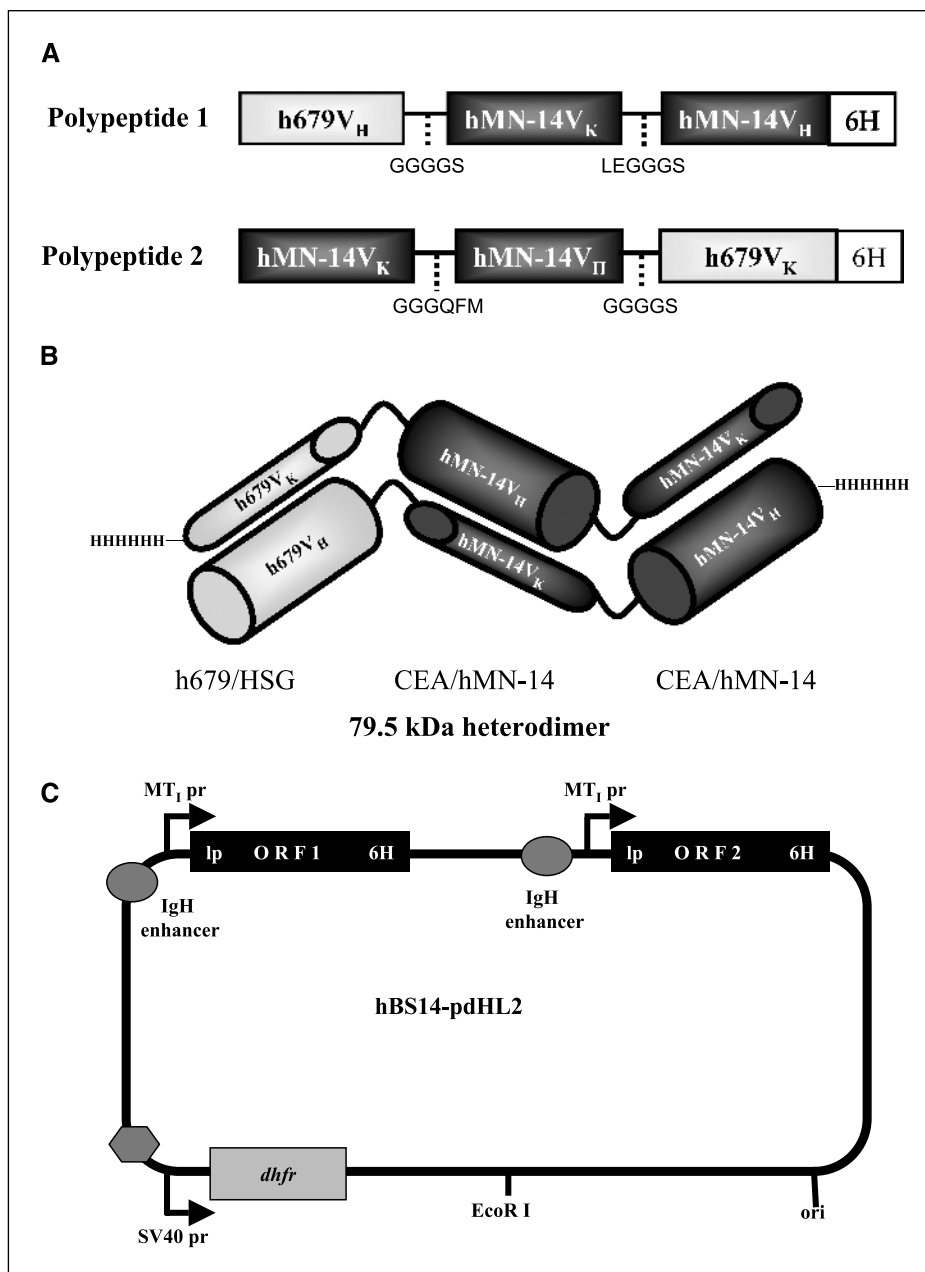 A
Polypeptide 1
h679VH
hMN-14VK
hMN-14VH
6H
GGGGS
LEGGGS
Polypeptide 2
hMN-14VK
hMN-14VΠ
h679VK
6H
GGGQFM
GGGGS
B
h679VK
hMN-14VH
hMN-14VK
HHHHHH
h679VH
hMN-14VK
hMN-14VH
HHHHHH
h679/HSG
CEA/hMN-14
CEA/hMN-14
79.5 kDa heterodimer
C
MTI pr
MTI pr
lp ORF1 6H
lp ORF2 6H
IgH
enhancer
IgH
enhancer
hBS14-pdHL2
dhfr
SV40 pr
EcoR I
ori